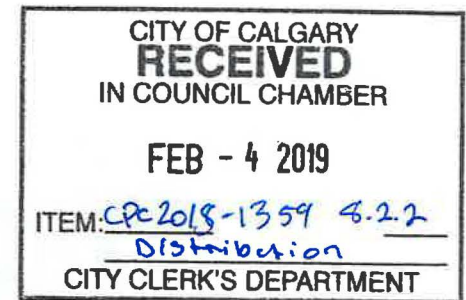 CITY OF CALGARY
RECEIVED
IN COUNCIL CHAMBER
FEB - 4 2019
ITEM: CPC2018-1359 8.2.2
Distribution
CITY CLERK'S DEPARTMENT